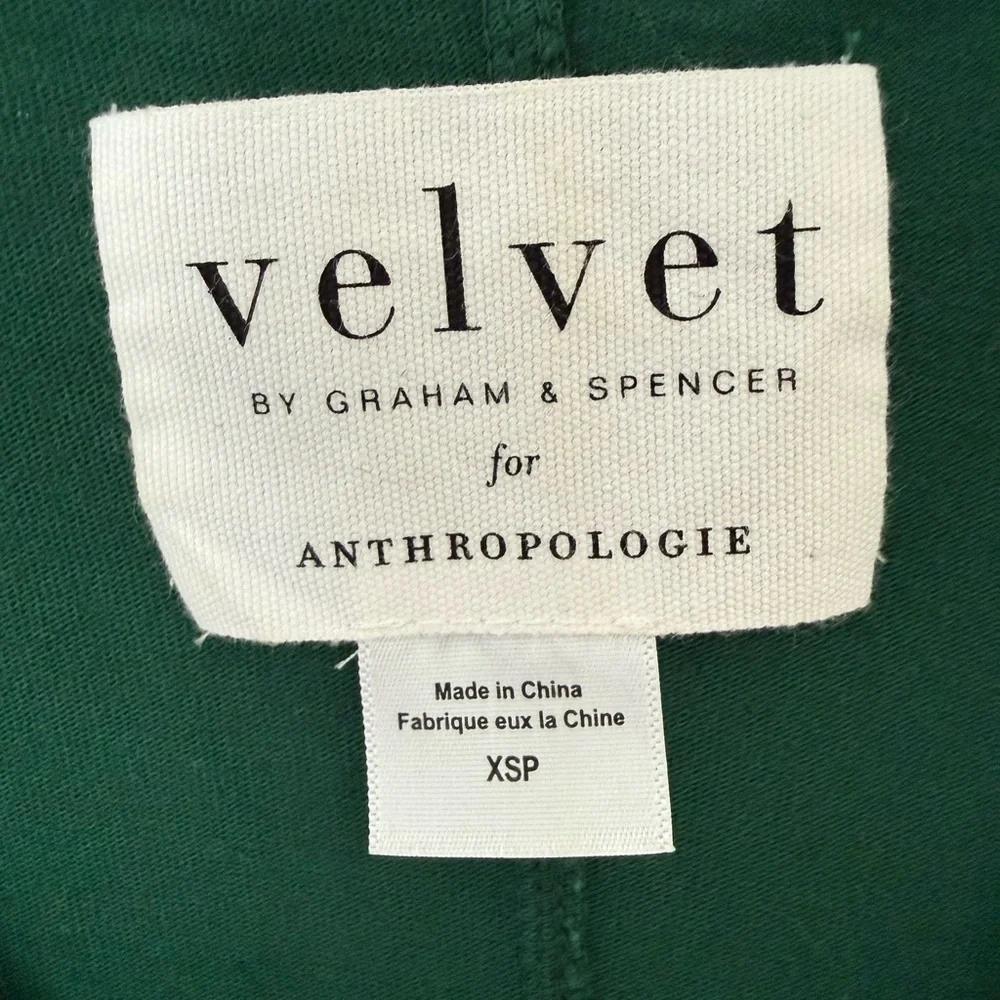 velvet
BY GRAHAM & SPENCER
for
ANTHROPOLOGIE
Made in China
Fabrique eux la Chine
XSP